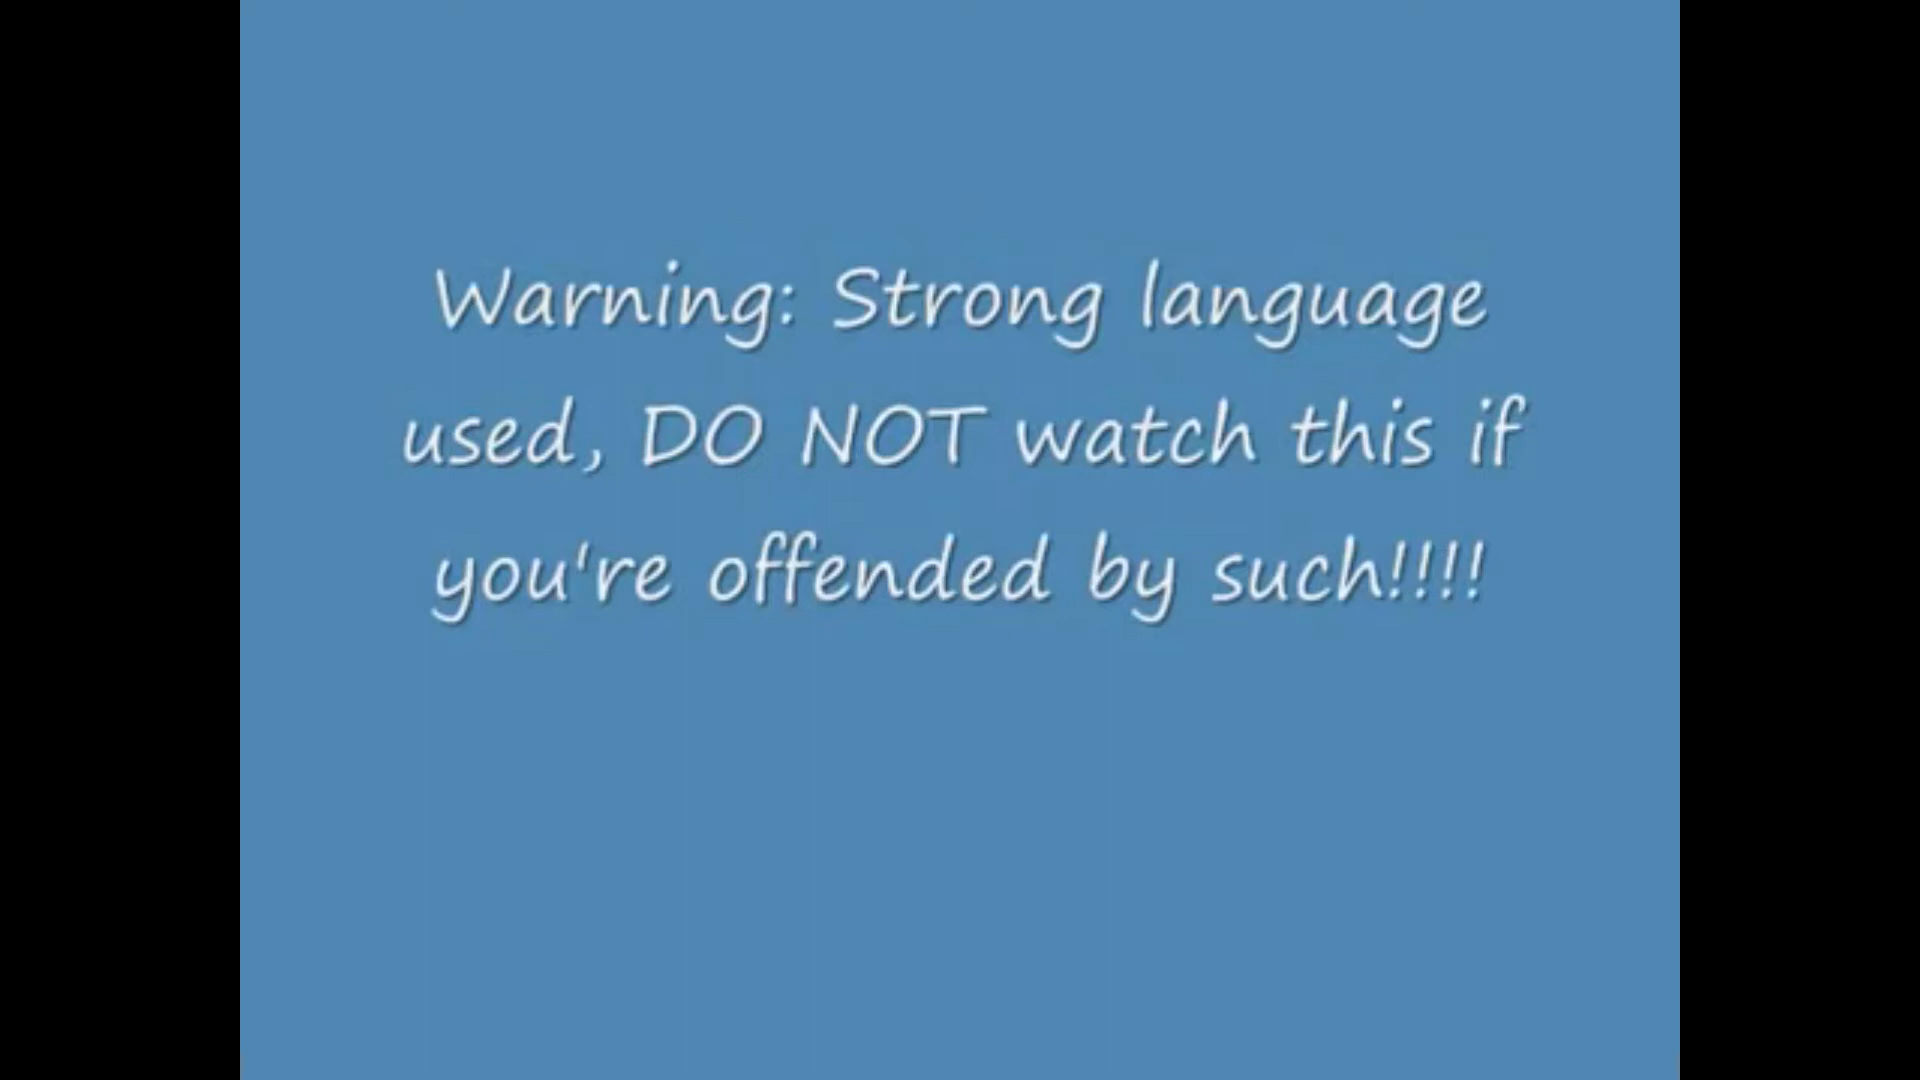 Warning: Strong language
used, DO NOT watch this if
you're offended by such!!!!